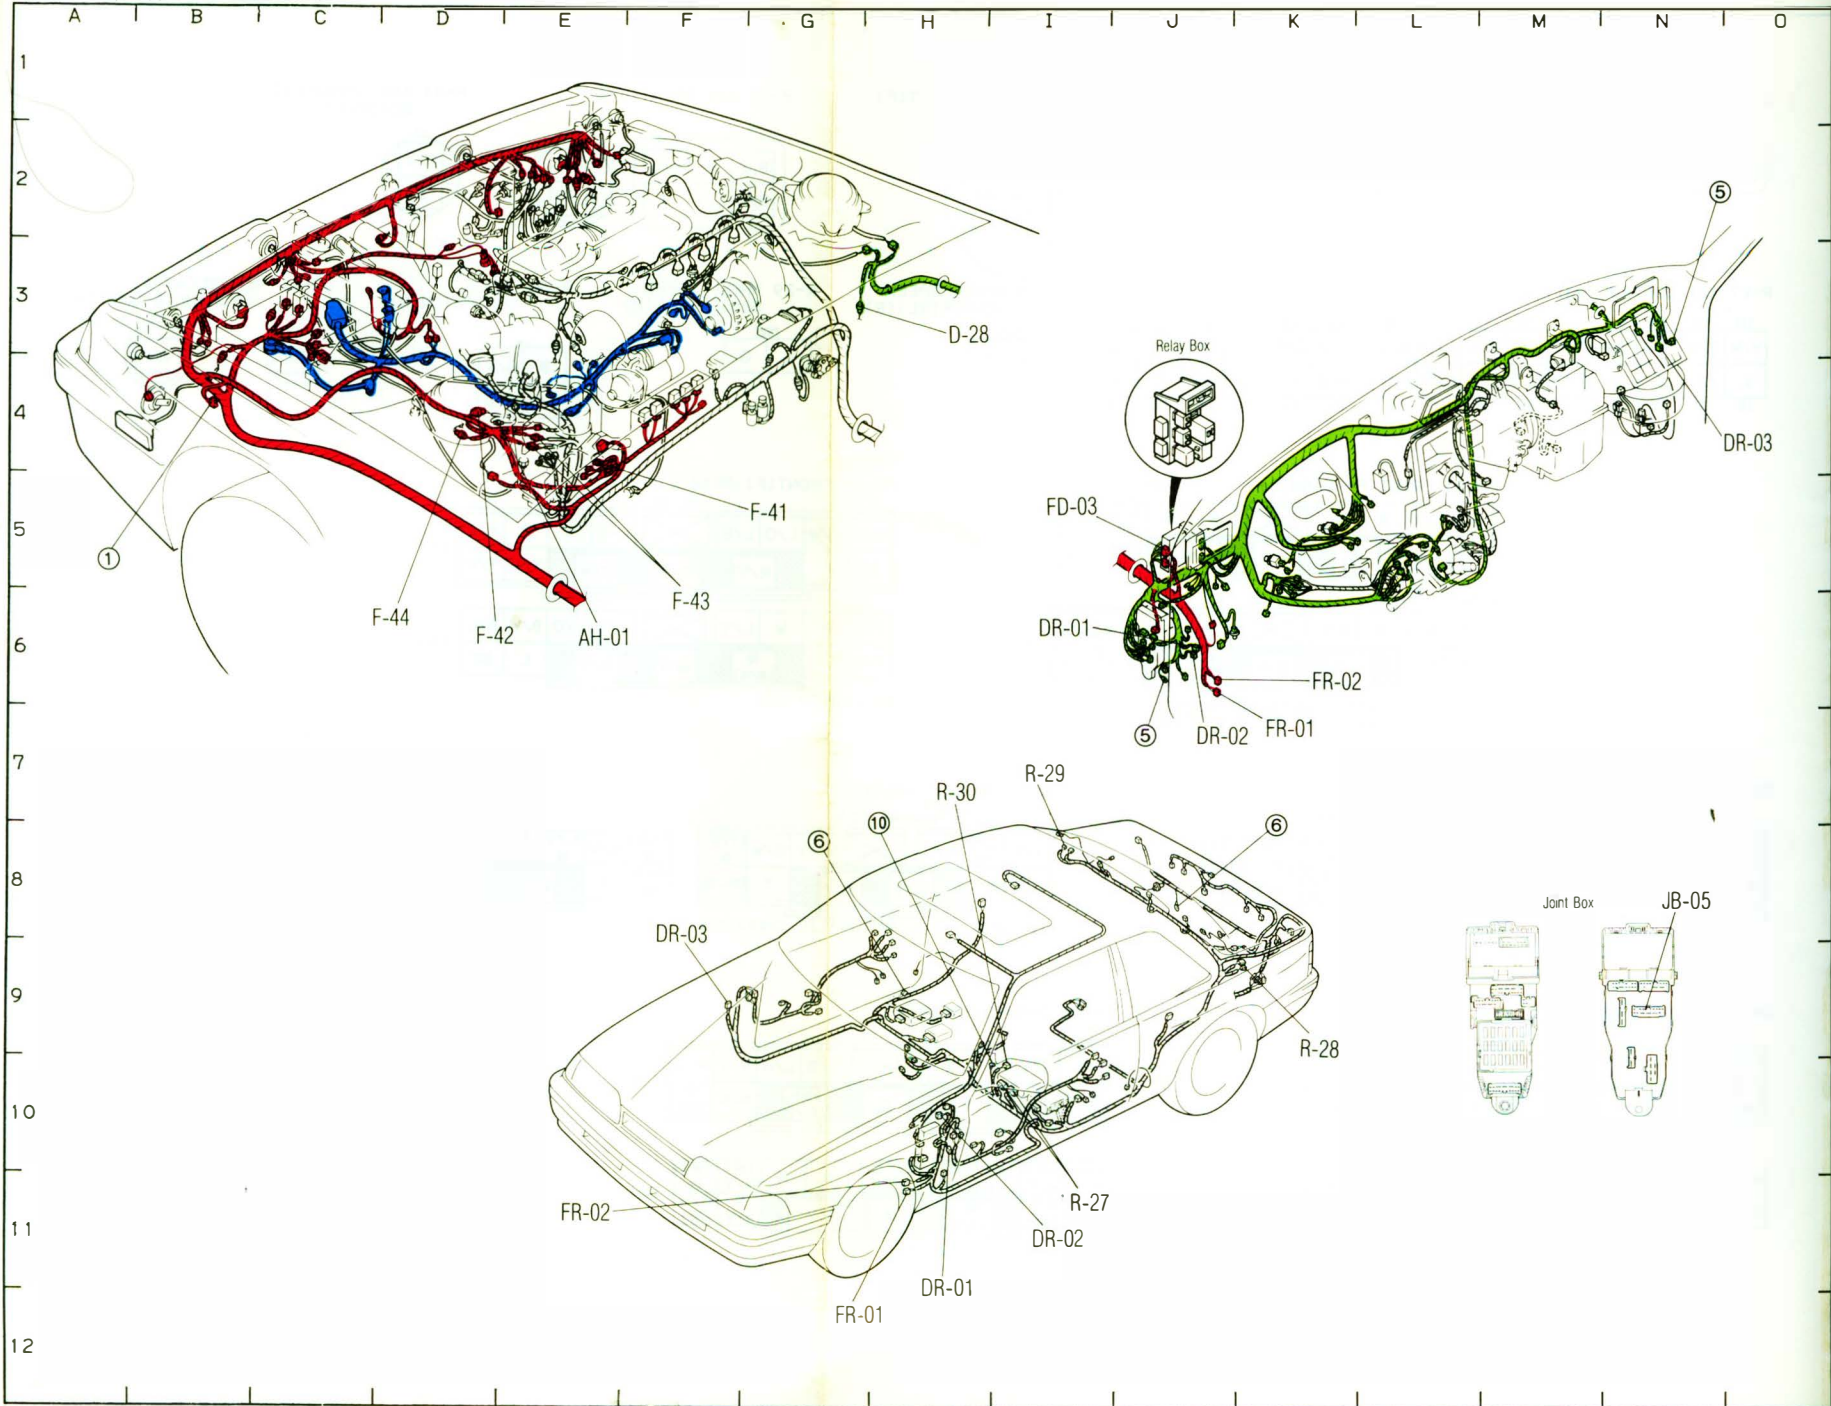 A B C D E F G H I J K L M N O
1
2
3
4
5
6
7
8
9
10
11
12
D-28
F-41
F-43
AH-01
F-42
F-44
①
⑤
Relay Box
DR-03
FD-03
DR-01
FR-02
FR-01
DR-02
⑤
R-29
R-30
⑩
⑥
⑥
DR-03
R-28
R-27
DR-02
DR-01
FR-01
FR-02
Joint Box
JB-05